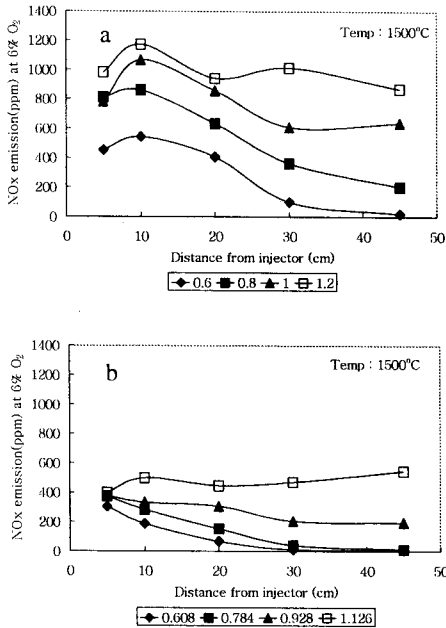 1400
1200
1000
800
600
400
200
0
NOx emission(ppm) at 6% O₂
a
Temp : 1500°C
0 10 20 30 40 50
Distance from injector (cm)
0.6 0.8 1 1.2
1400
1200
1000
800
600
400
200
0
NOx emission(ppm) at 6% O₂
b
Temp : 1500°C
0 10 20 30 40 50
Distance from injector (cm)
0.608 0.784 0.928 1.126